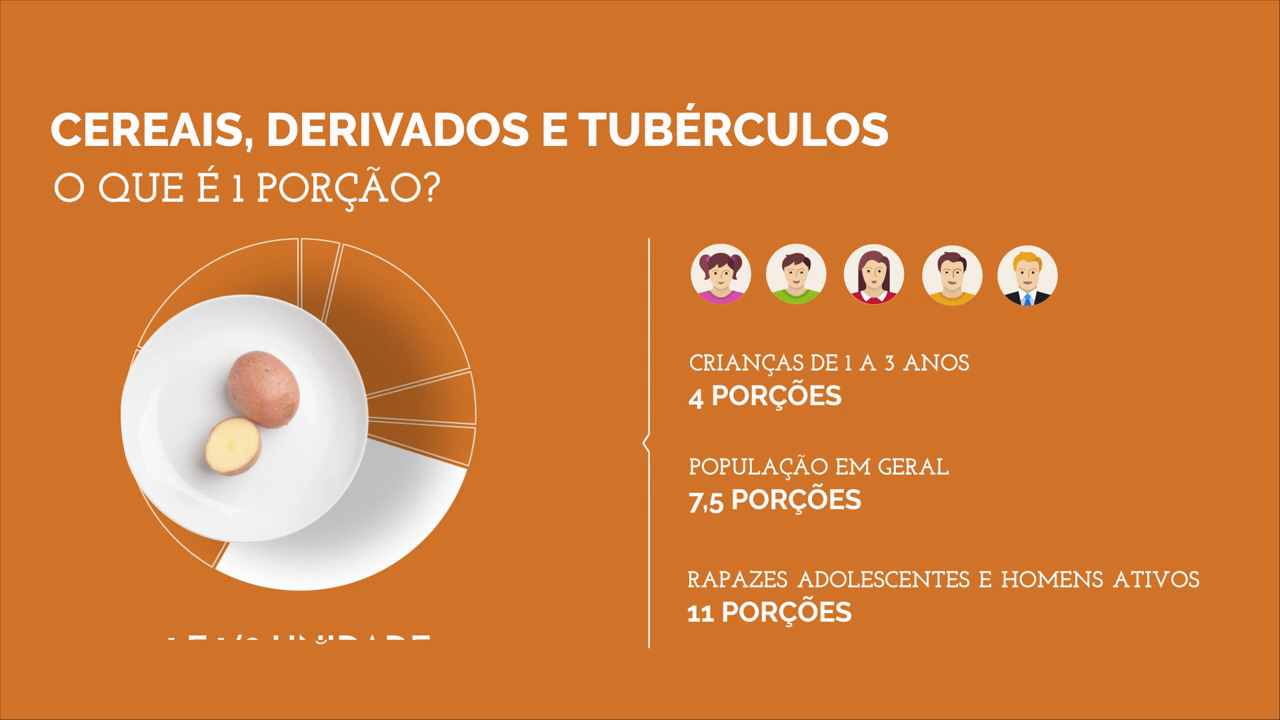 CEREAIS, DERIVADOS E TUBÉRCULOS
O QUE É 1 PORÇÃO?
CRIANÇAS DE 1 A 3 ANOS
4 PORÇÕES
POPULAÇÃO EM GERAL
7,5 PORÇÕES
RAPAZES ADOLESCENTES E HOMENS ATIVOS
11 PORÇÕES